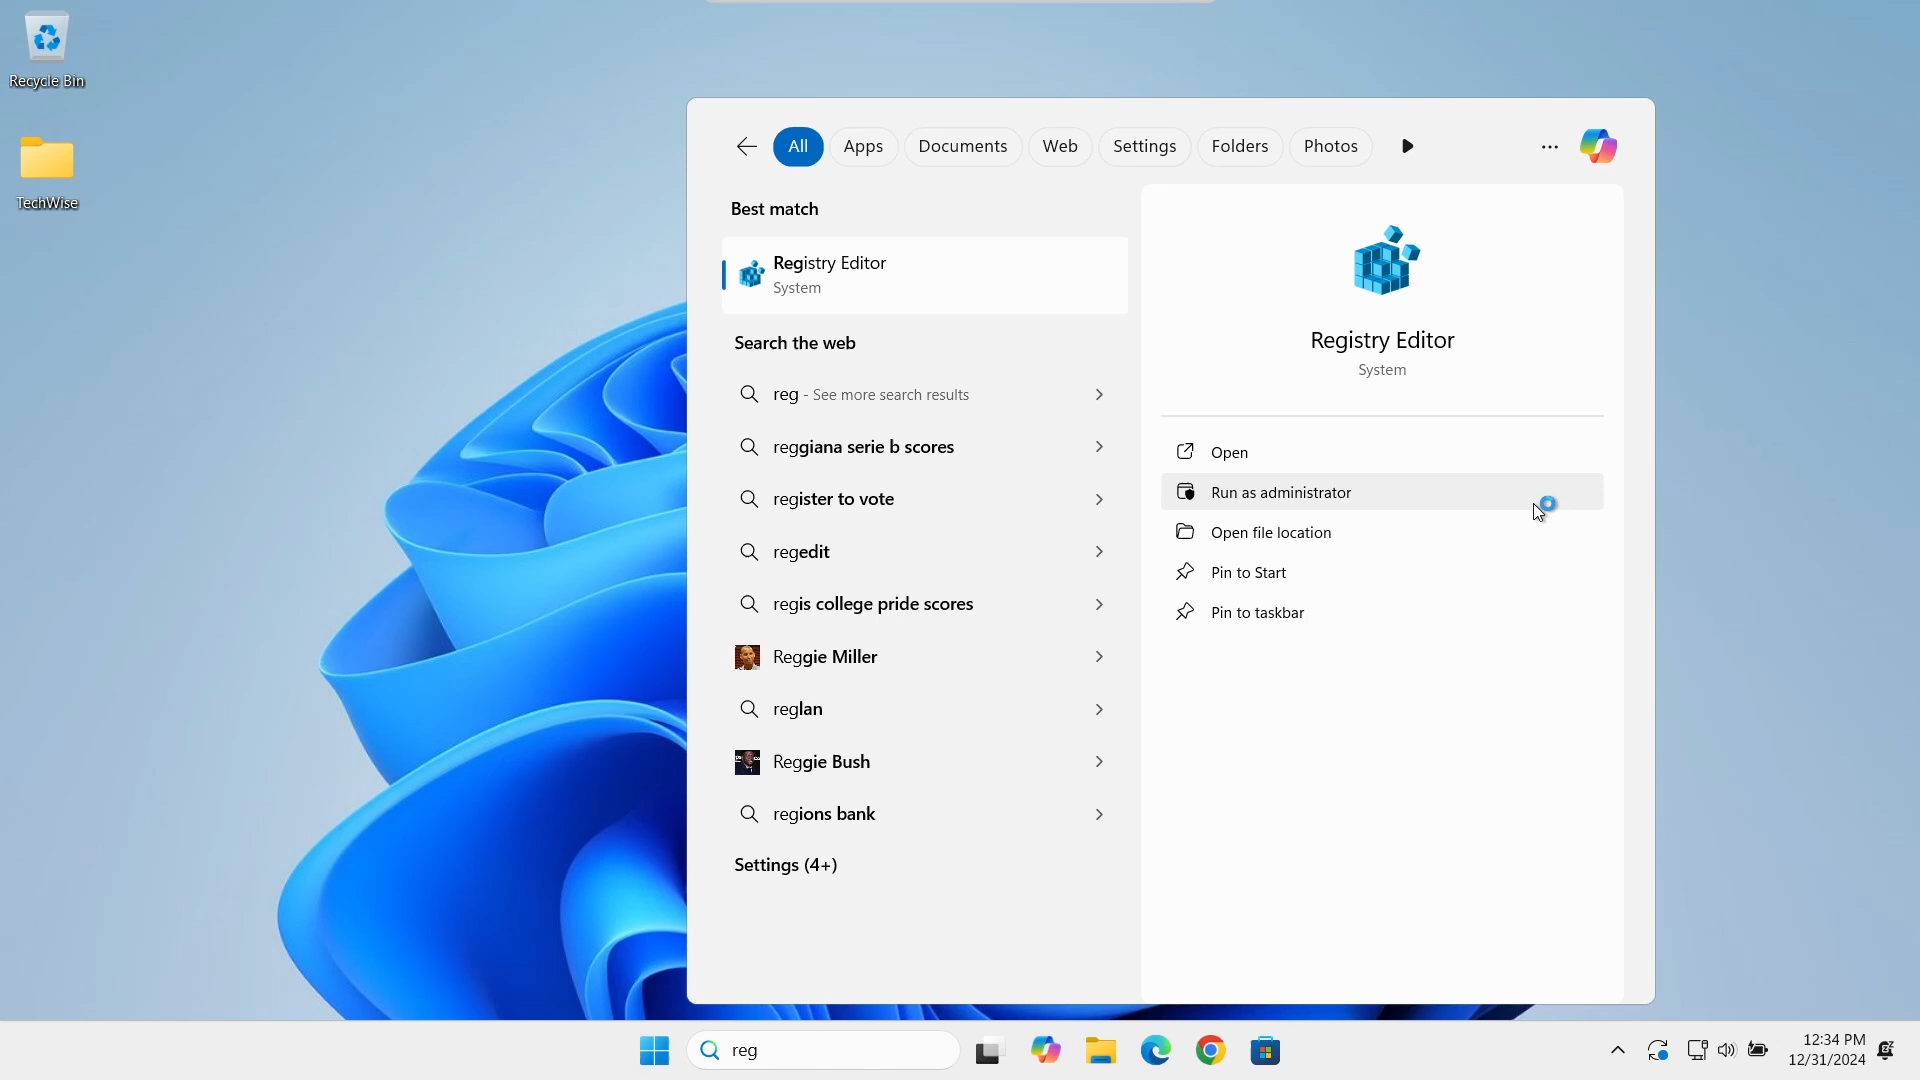 Recycle Bin
TechWise
All
Apps
Documents
Web
Settings
Folders
Photos
Best match
Registry Editor
System
Search the web
reg - See more search results
reggiana serie b scores
register to vote
regedit
regis college pride scores
Reggie Miller
reglan
Reggie Bush
regions bank
Settings (4+)
Registry Editor
System
Open
Run as administrator
Open file location
Pin to Start
Pin to taskbar
reg
12:34 PM
12/31/2024